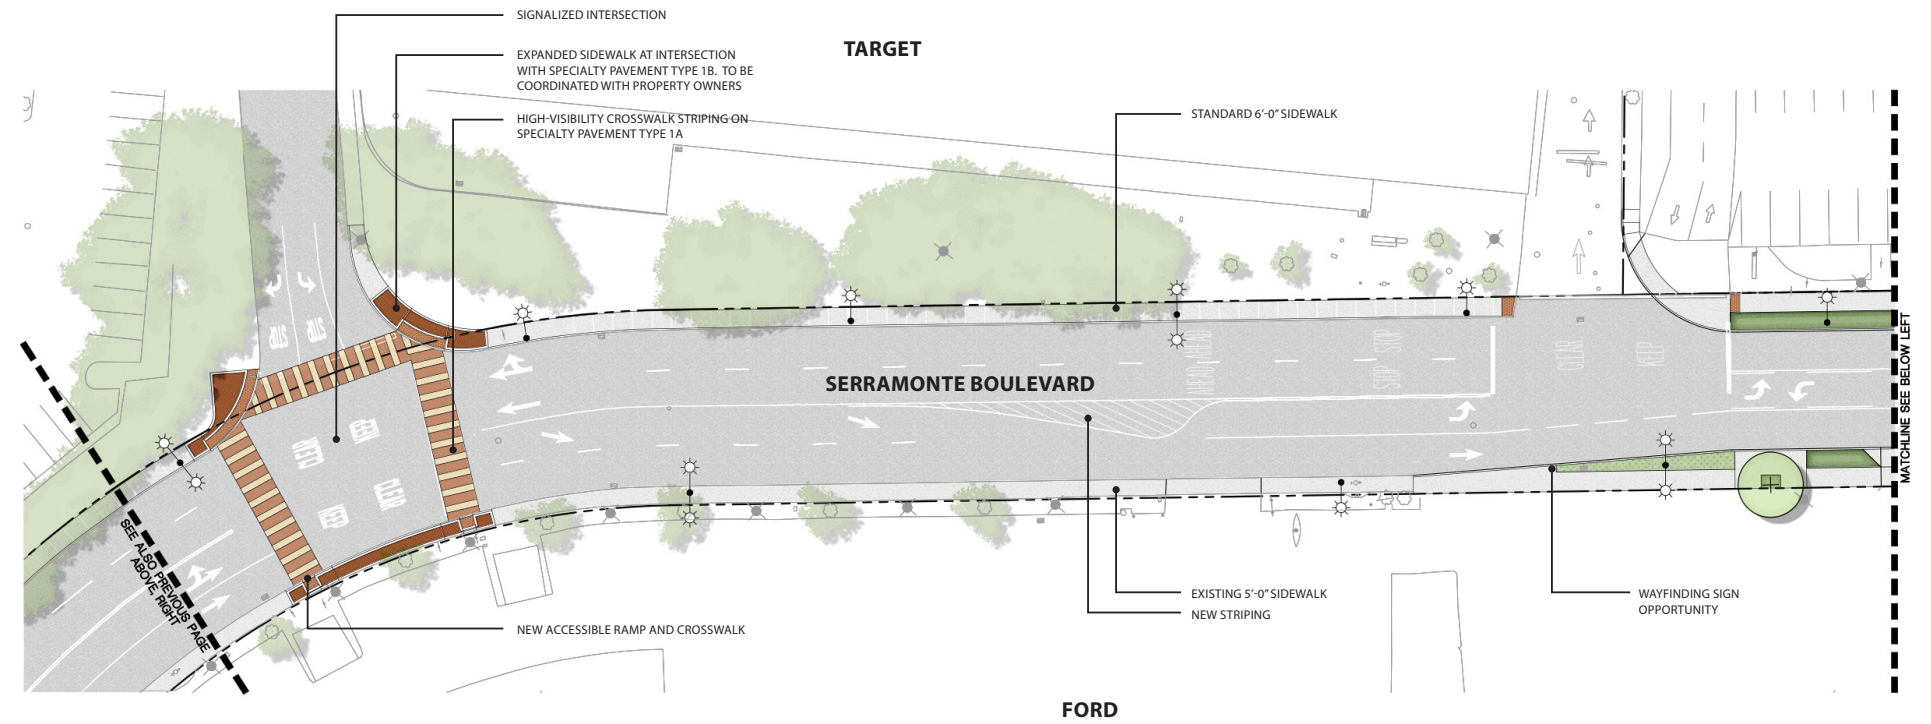 SIGNALIZED INTERSECTION
TARGET
EXPANDED SIDEWALK AT INTERSECTION
WITH SPECIALTY PAVEMENT TYPE 1B. TO BE
COORDINATED WITH PROPERTY OWNERS
HIGH-VISIBILITY CROSSWALK STRIPING ON
SPECIALTY PAVEMENT TYPE 1A
STANDARD 6'-0" SIDEWALK
STOP
STOP
SERRAMONTE BOULEVARD
AHEAD AHEAD
STOP STOP
CLEAR
KEEP
KEEP
CLEAR
CLEAR
KEEP
MATCHLINE SEE BELOW LEFT
SEE ALSO PREVIOUS PAGE
ABOVE, RIGHT
NEW ACCESSIBLE RAMP AND CROSSWALK
EXISTING 5'-0" SIDEWALK
NEW STRIPING
WAYFINDING SIGN
OPPORTUNITY
FORD